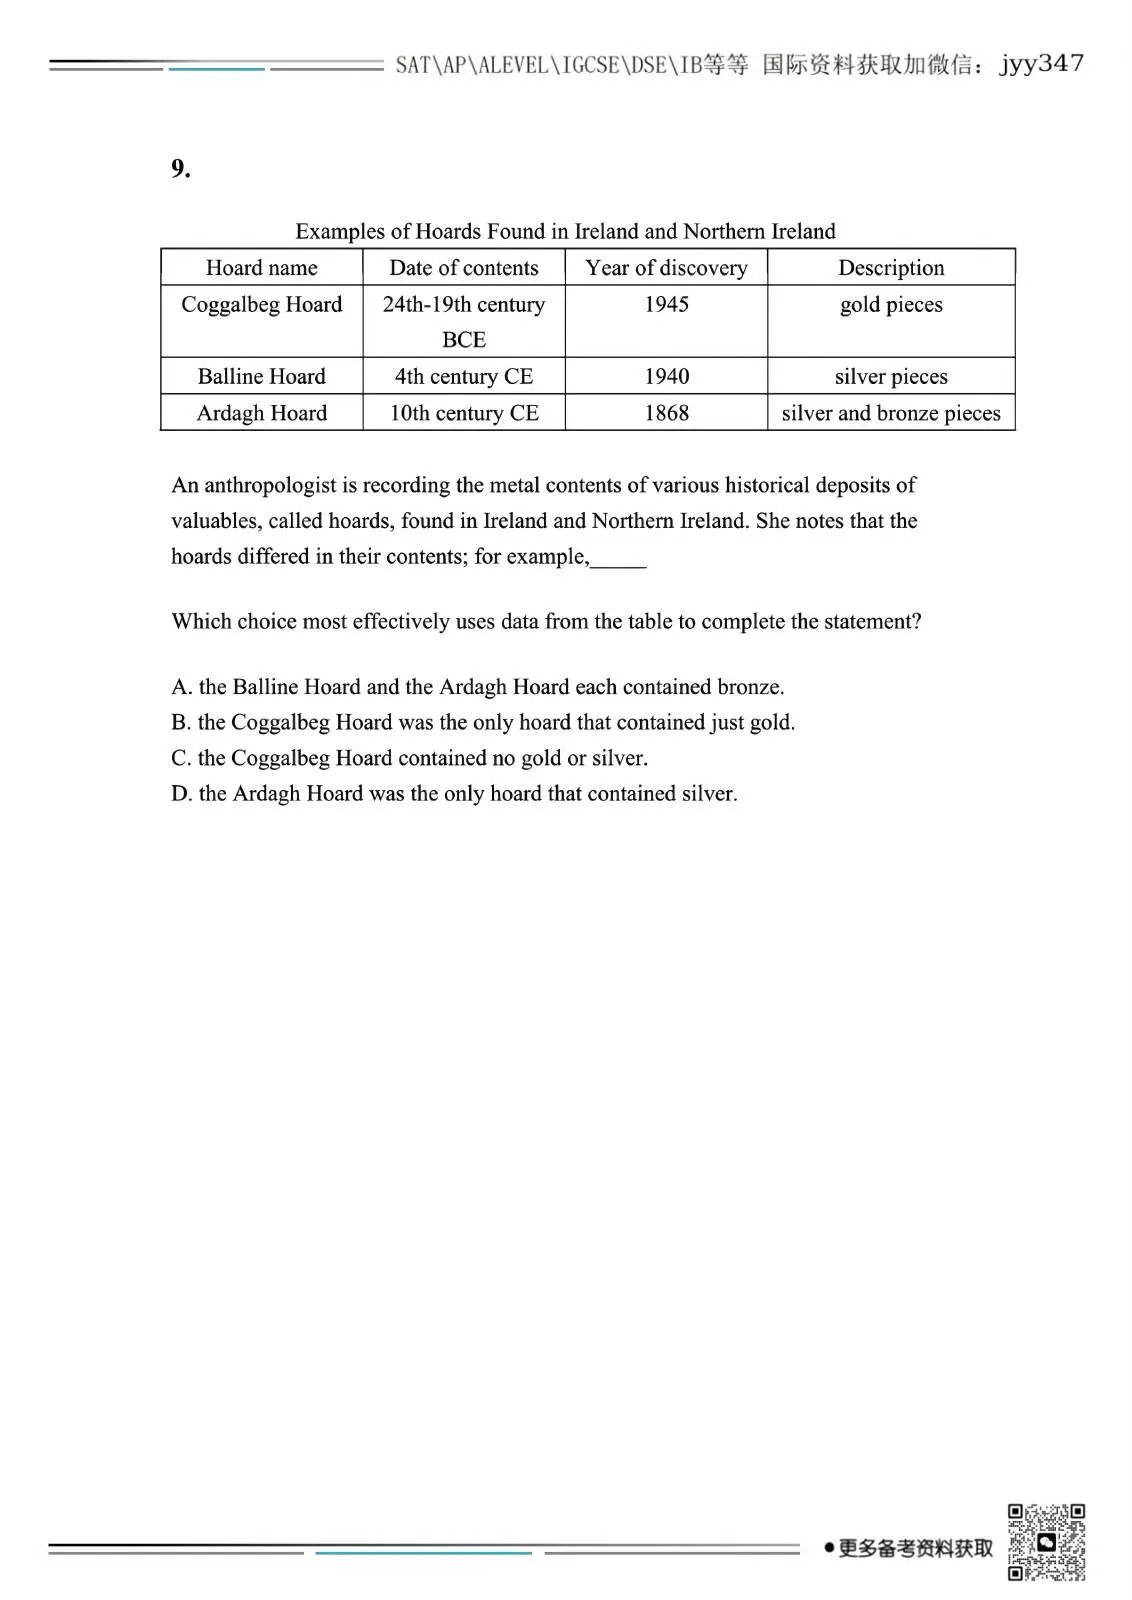 SAT\AP\ALEVEL\IGCSE\DSE\IB等等 国际资料获取加微信: jyy347
9.
Examples of Hoards Found in Ireland and Northern Ireland
Hoard name Date of contents Year of discovery Description
Coggalbeg Hoard 24th-19th century BCE 1945 gold pieces
Balline Hoard 4th century CE 1940 silver pieces
Ardagh Hoard 10th century CE 1868 silver and bronze pieces
An anthropologist is recording the metal contents of various historical deposits of
valuables, called hoards, found in Ireland and Northern Ireland. She notes that the
hoards differed in their contents; for example,_____
Which choice most effectively uses data from the table to complete the statement?
A. the Balline Hoard and the Ardagh Hoard each contained bronze.
B. the Coggalbeg Hoard was the only hoard that contained just gold.
C. the Coggalbeg Hoard contained no gold or silver.
D. the Ardagh Hoard was the only hoard that contained silver.
●更多备考资料获取